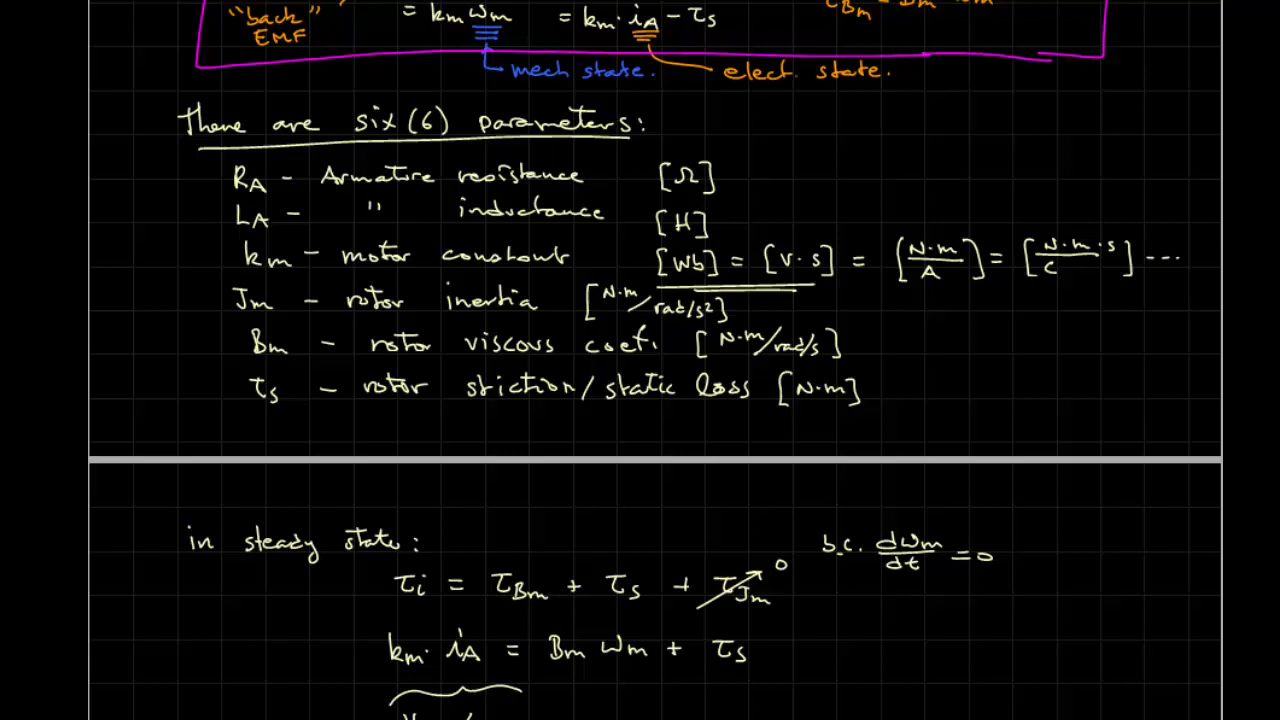 "back" = km ωm = km · iA − τs
EMF
mech state. elect. state.
there are six (6) parameters:
RA – Armature resistance [Ω]
LA – " inductance [H]
km – motor constant [Wb] = [V·s] = [N·m/A] = [N·m·s/C] ...
Jm – rotor inertia [N·m/rad/s²]
Bm – rotor viscous coef. [N·m/rad/s]
τs – rotor stiction/static loss [N·m]
in steady state: b.c. dωm/dt = 0
τi = τBm + τs + τJm 0
km · iA = Bm ωm + τs